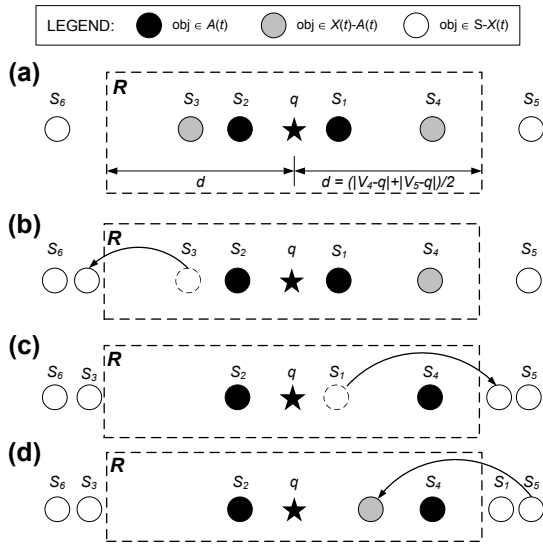 LEGEND: obj ∈ A(t) obj ∈ X(t)-A(t) obj ∈ S-X(t)
(a)
R
S6 S3 S2 q S1 S4 S5
d d = (|V4-q|+|V5-q|)/2
(b)
R
S6 S3 S2 q S1 S4 S5
(c)
R
S6 S3 S2 q S1 S4 S5
(d)
R
S6 S3 S2 q S4 S1 S5